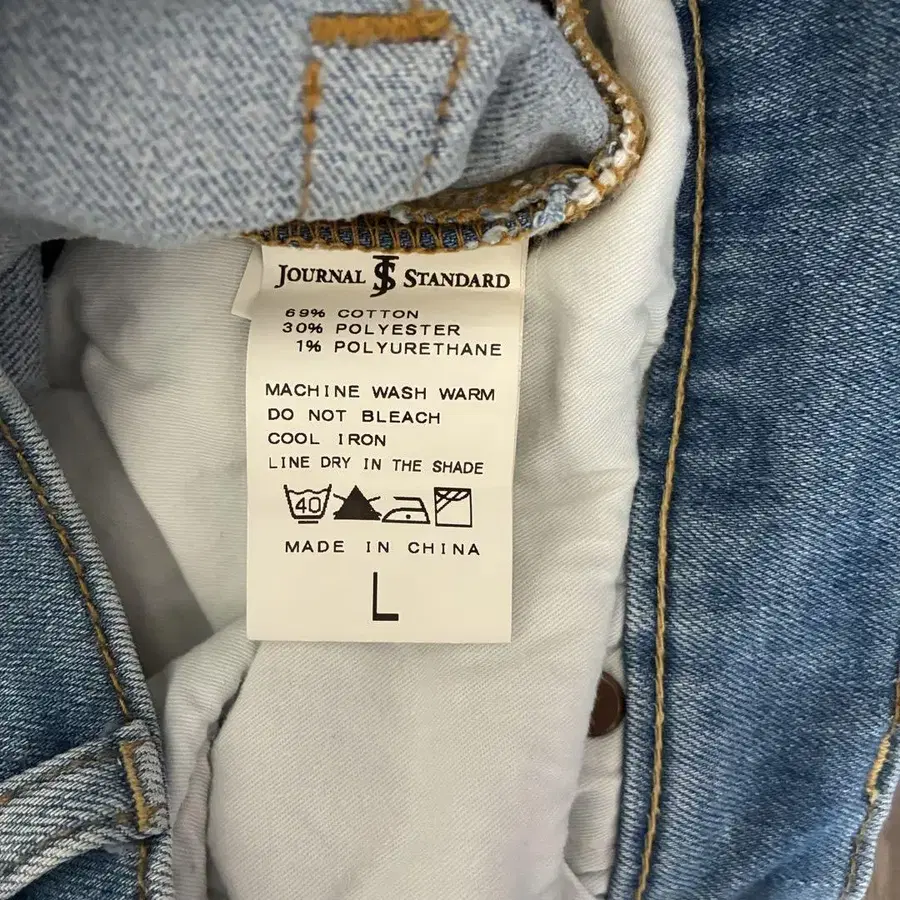 JOURNAL JS STANDARD
69% COTTON
30% POLYESTER
1% POLYURETHANE
MACHINE WASH WARM
DO NOT BLEACH
COOL IRON
LINE DRY IN THE SHADE
40
MADE IN CHINA
L